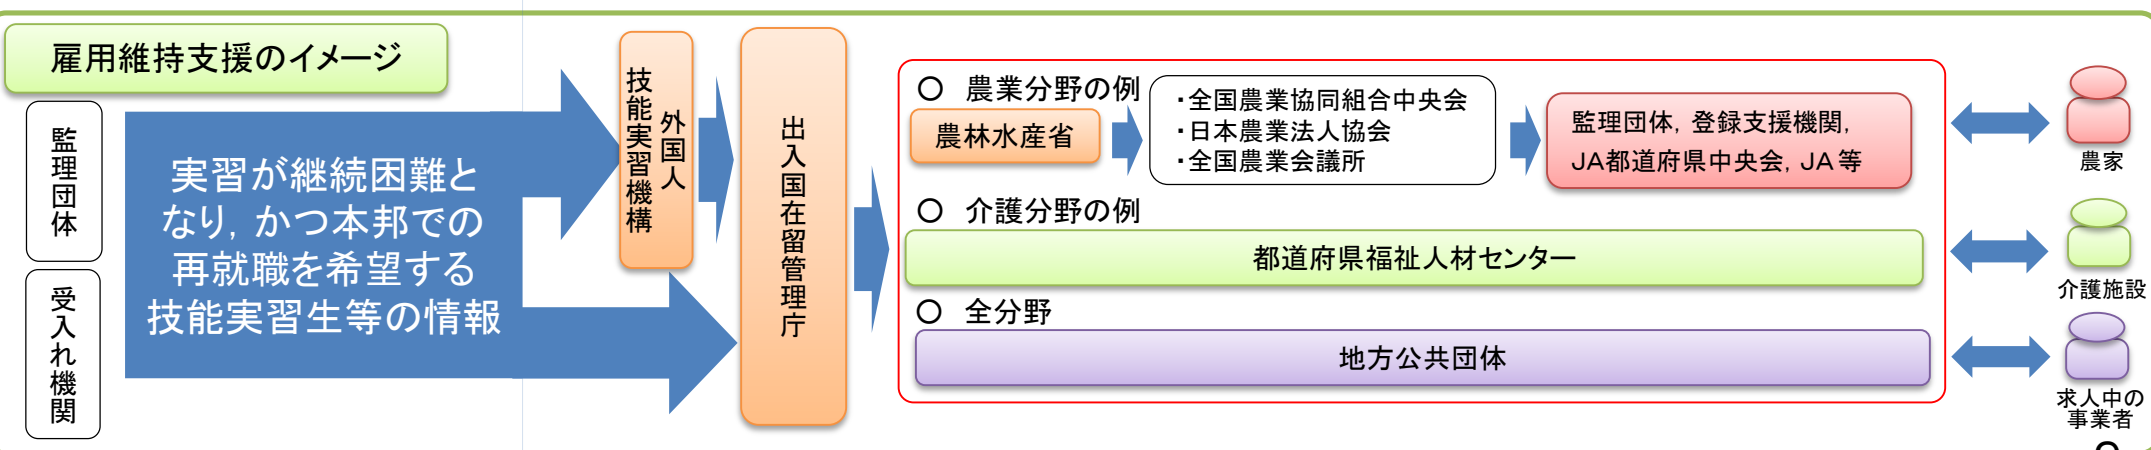 雇用維持支援のイメージ
監理団体
受入れ機関
実習が継続困難と
なり，かつ本邦での
再就職を希望する
技能実習生等の情報
外国人
技能実習機構
出入国在留管理庁
○　農業分野の例
農林水産省
・全国農業協同組合中央会
・日本農業法人協会
・全国農業会議所
監理団体，登録支援機関，
JA都道府県中央会，JA等
○　介護分野の例
都道府県福祉人材センター
○　全分野
地方公共団体
農家
介護施設
求人中の
事業者